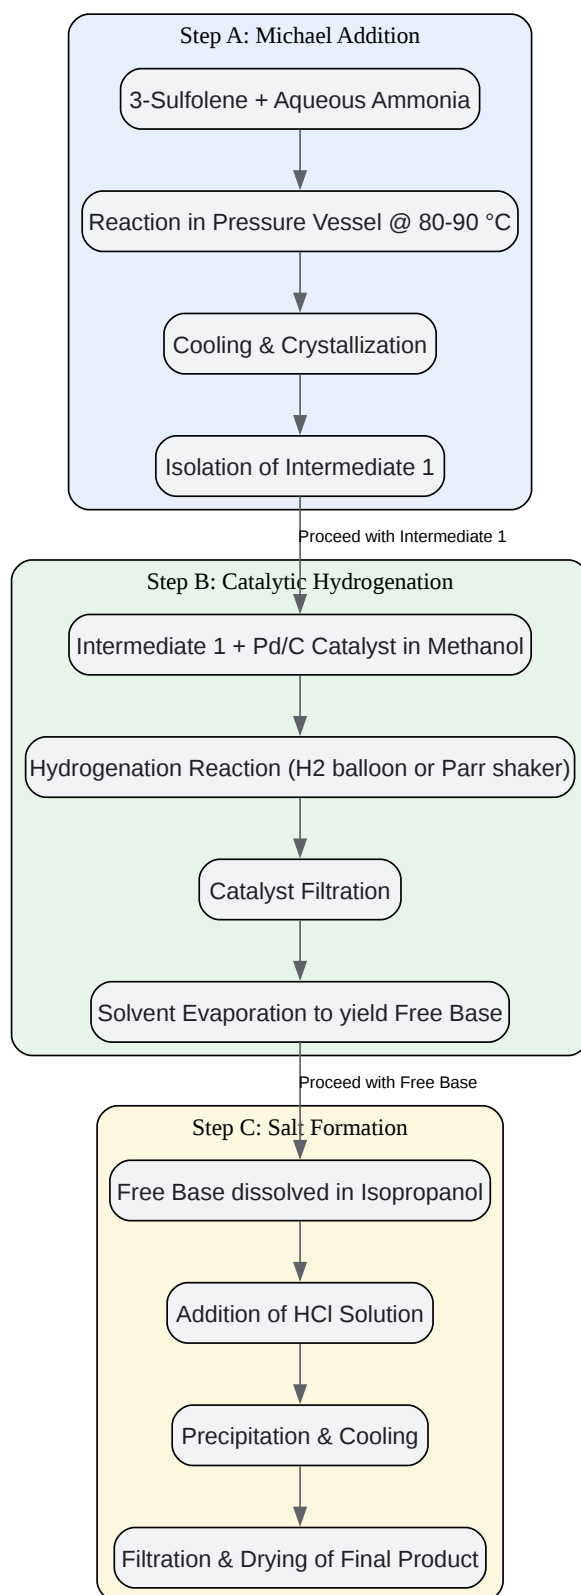 Step A: Michael Addition
3-Sulfolene + Aqueous Ammonia
Reaction in Pressure Vessel @ 80-90 °C
Cooling & Crystallization
Isolation of Intermediate 1
Proceed with Intermediate 1
Step B: Catalytic Hydrogenation
Intermediate 1 + Pd/C Catalyst in Methanol
Hydrogenation Reaction (H2 balloon or Parr shaker)
Catalyst Filtration
Solvent Evaporation to yield Free Base
Proceed with Free Base
Step C: Salt Formation
Free Base dissolved in Isopropanol
Addition of HCl Solution
Precipitation & Cooling
Filtration & Drying of Final Product